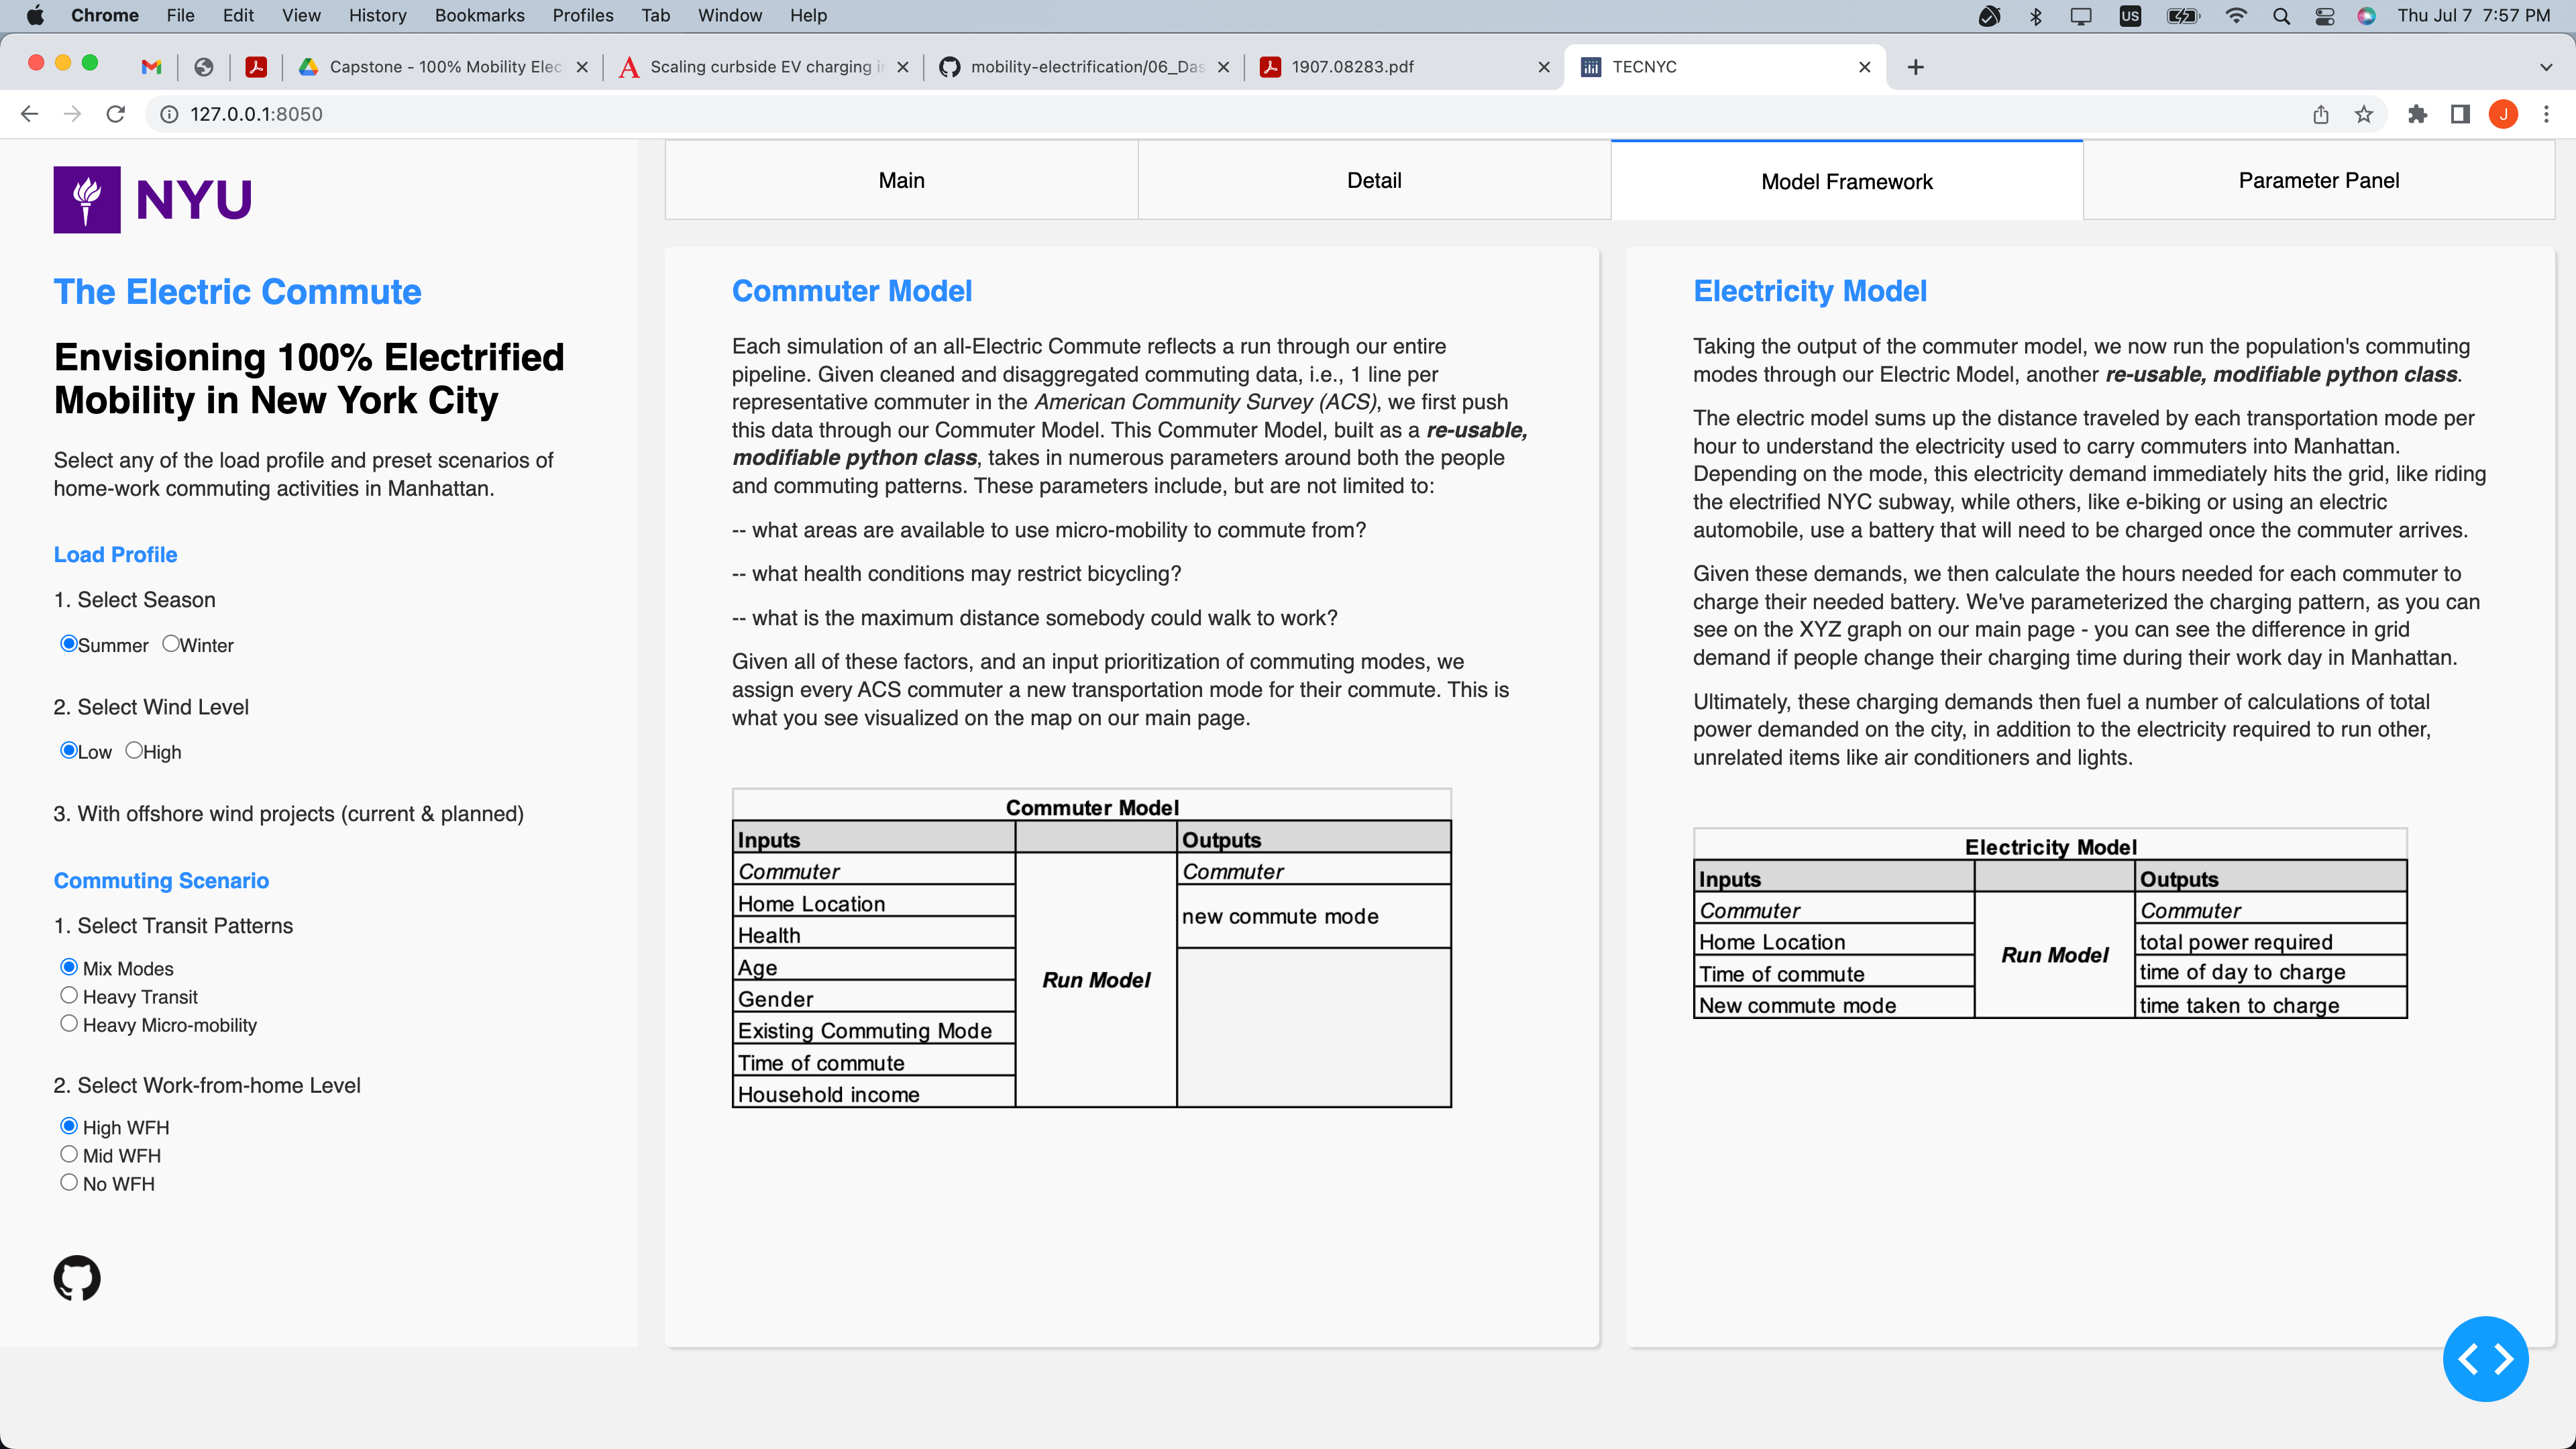 Chrome File Edit View History Bookmarks Profiles Tab Window Help
US
Thu Jul 7 7:57 PM
Capstone - 100% Mobility Elec
Scaling curbside EV charging i
mobility-electrification/06_Das
1907.08283.pdf
TECNYC
127.0.0.1:8050
J
NYU
The Electric Commute
Envisioning 100% Electrified
Mobility in New York City
Select any of the load profile and preset scenarios of
home-work commuting activities in Manhattan.
Load Profile
1. Select Season
Summer Winter
2. Select Wind Level
Low High
3. With offshore wind projects (current & planned)
Commuting Scenario
1. Select Transit Patterns
Mix Modes
Heavy Transit
Heavy Micro-mobility
2. Select Work-from-home Level
High WFH
Mid WFH
No WFH
Main
Detail
Model Framework
Parameter Panel
Commuter Model
Each simulation of an all-Electric Commute reflects a run through our entire
pipeline. Given cleaned and disaggregated commuting data, i.e., 1 line per
representative commuter in the American Community Survey (ACS), we first push
this data through our Commuter Model. This Commuter Model, built as a re-usable,
modifiable python class, takes in numerous parameters around both the people
and commuting patterns. These parameters include, but are not limited to:
-- what areas are available to use micro-mobility to commute from?
-- what health conditions may restrict bicycling?
-- what is the maximum distance somebody could walk to work?
Given all of these factors, and an input prioritization of commuting modes, we
assign every ACS commuter a new transportation mode for their commute. This is
what you see visualized on the map on our main page.
Commuter Model
Inputs
Outputs
Commuter
Commuter
Home Location
new commute mode
Health
Age
Run Model
Gender
Existing Commuting Mode
Time of commute
Household income
Electricity Model
Taking the output of the commuter model, we now run the population's commuting
modes through our Electric Model, another re-usable, modifiable python class.
The electric model sums up the distance traveled by each transportation mode per
hour to understand the electricity used to carry commuters into Manhattan.
Depending on the mode, this electricity demand immediately hits the grid, like riding
the electrified NYC subway, while others, like e-biking or using an electric
automobile, use a battery that will need to be charged once the commuter arrives.
Given these demands, we then calculate the hours needed for each commuter to
charge their needed battery. We've parameterized the charging pattern, as you can
see on the XYZ graph on our main page - you can see the difference in grid
demand if people change their charging time during their work day in Manhattan.
Ultimately, these charging demands then fuel a number of calculations of total
power demanded on the city, in addition to the electricity required to run other,
unrelated items like air conditioners and lights.
Electricity Model
Inputs
Outputs
Commuter
Commuter
Home Location
Run Model
total power required
Time of commute
time of day to charge
New commute mode
time taken to charge